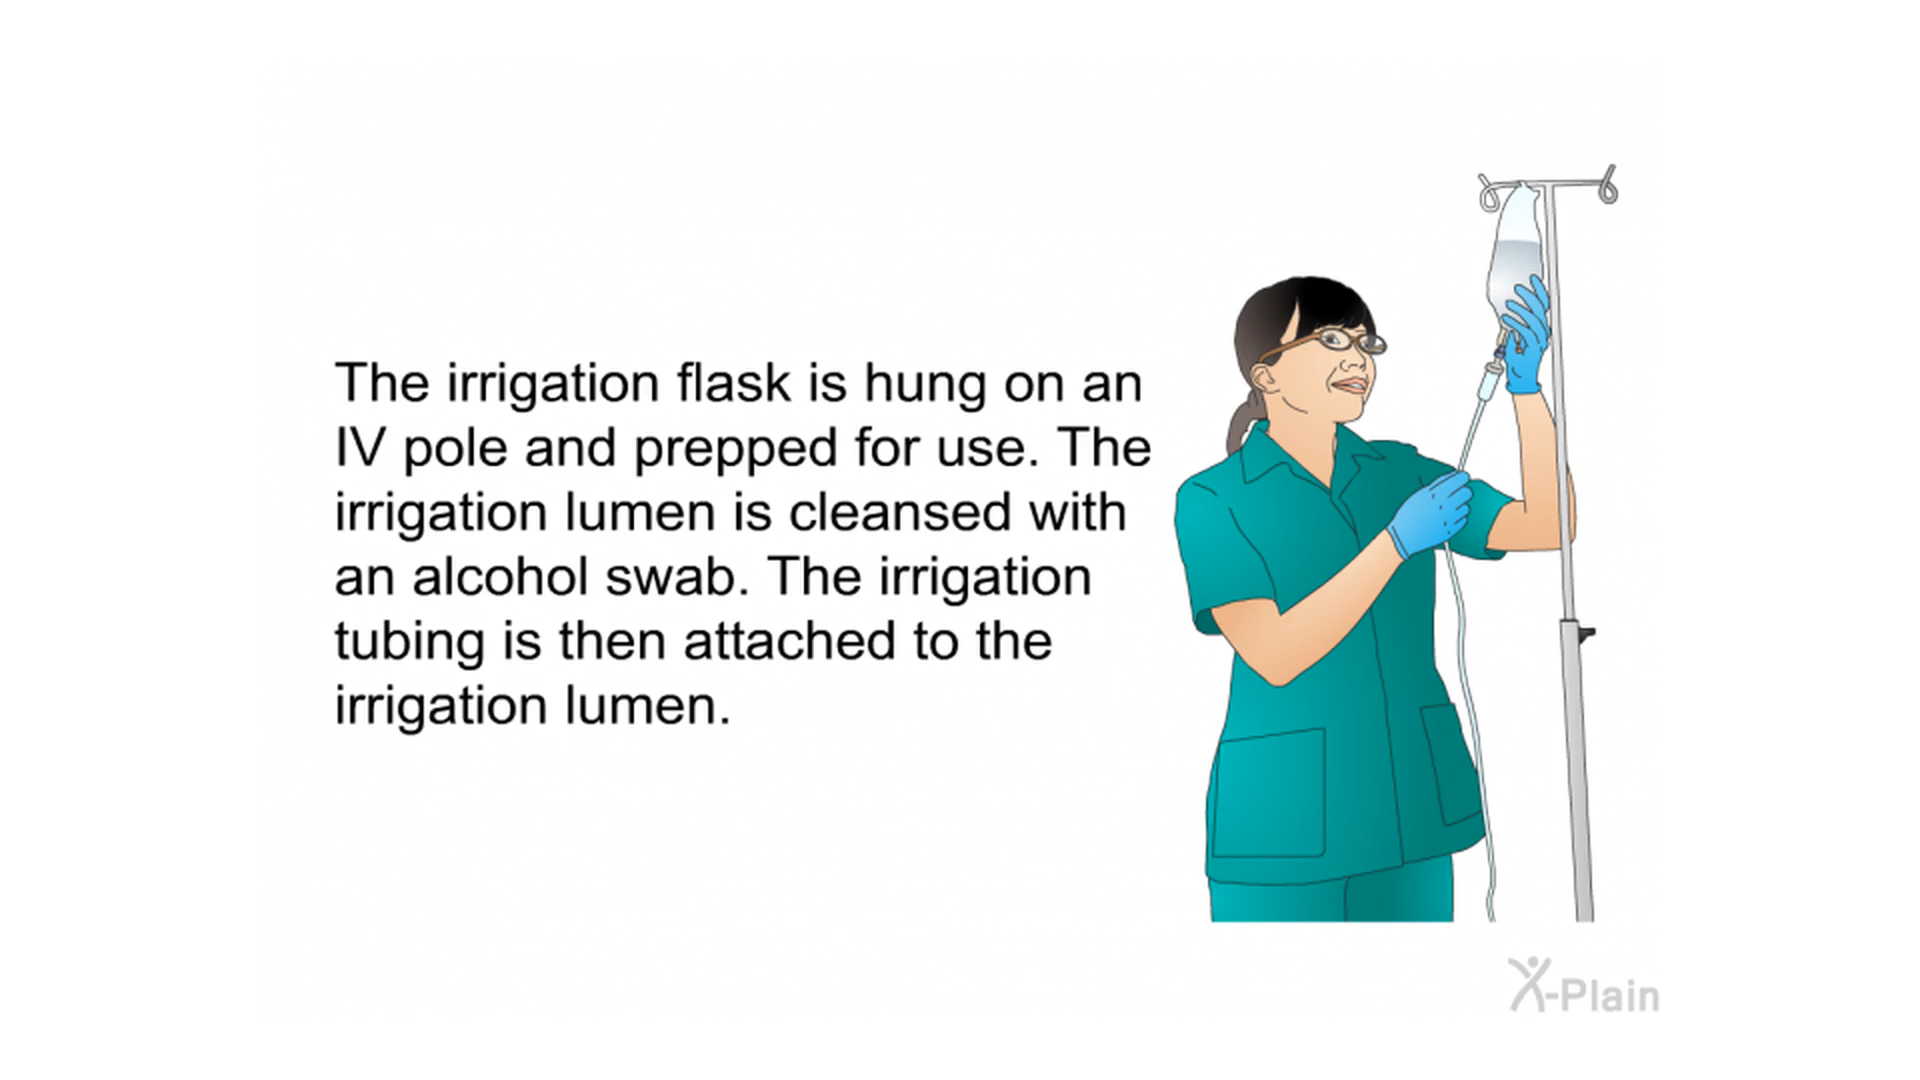 The irrigation flask is hung on an
IV pole and prepped for use. The
irrigation lumen is cleansed with
an alcohol swab. The irrigation
tubing is then attached to the
irrigation lumen.
X-Plain